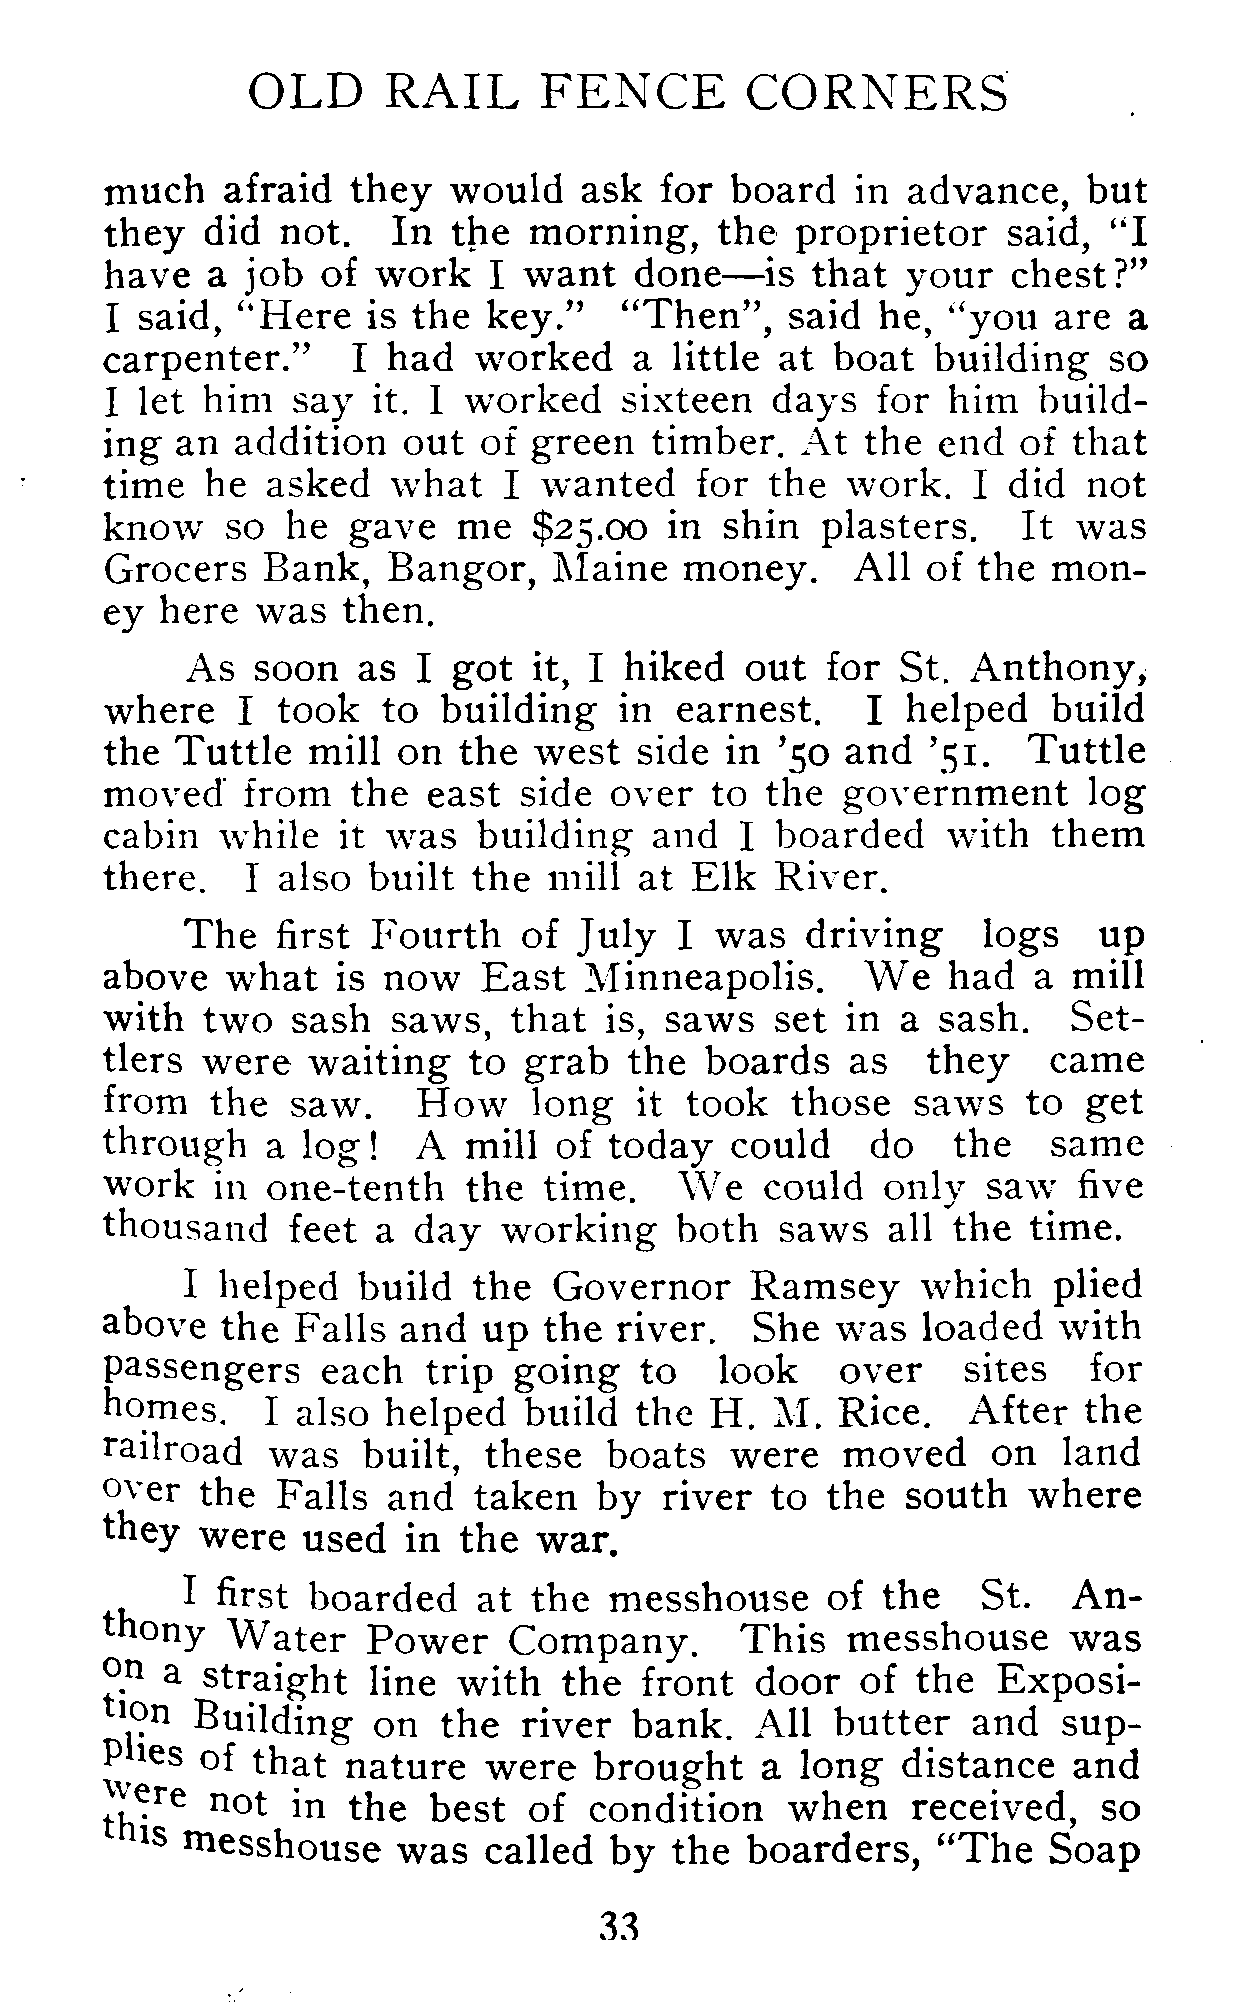 OLD RAIL FENCE CORNERS
much afraid they would ask for board in advance, but
they did not. In the morning, the proprietor said, "I
have a job of work I want done—is that your chest?"
I said, "Here is the key." "Then", said he, "you are a
carpenter." I had worked a little at boat building so
I let him say it. I worked sixteen days for him build-
ing an addition out of green timber. At the end of that
time he asked what I wanted for the work. I did not
know so he gave me $25.00 in shin plasters. It was
Grocers Bank, Bangor, Maine money. All of the mon-
ey here was then.
As soon as I got it, I hiked out for St. Anthony,
where I took to building in earnest. I helped build
the Tuttle mill on the west side in '50 and '51. Tuttle
moved from the east side over to the government log
cabin while it was building and I boarded with them
there. I also built the mill at Elk River.
The first Fourth of July I was driving logs up
above what is now East Minneapolis. We had a mill
with two sash saws, that is, saws set in a sash. Set-
tlers were waiting to grab the boards as they came
from the saw. How long it took those saws to get
through a log! A mill of today could do the same
work in one-tenth the time. We could only saw five
thousand feet a day working both saws all the time.
I helped build the Governor Ramsey which plied
above the Falls and up the river. She was loaded with
passengers each trip going to look over sites for
homes. I also helped build the H. M. Rice. After the
railroad was built, these boats were moved on land
over the Falls and taken by river to the south where
they were used in the war.
I first boarded at the messhouse of the St. An-
thony Water Power Company. This messhouse was
on a straight line with the front door of the Exposi-
tion Building on the river bank. All butter and sup-
plies of that nature were brought a long distance and
were not in the best of condition when received, so
this messhouse was called by the boarders, "The Soap
33